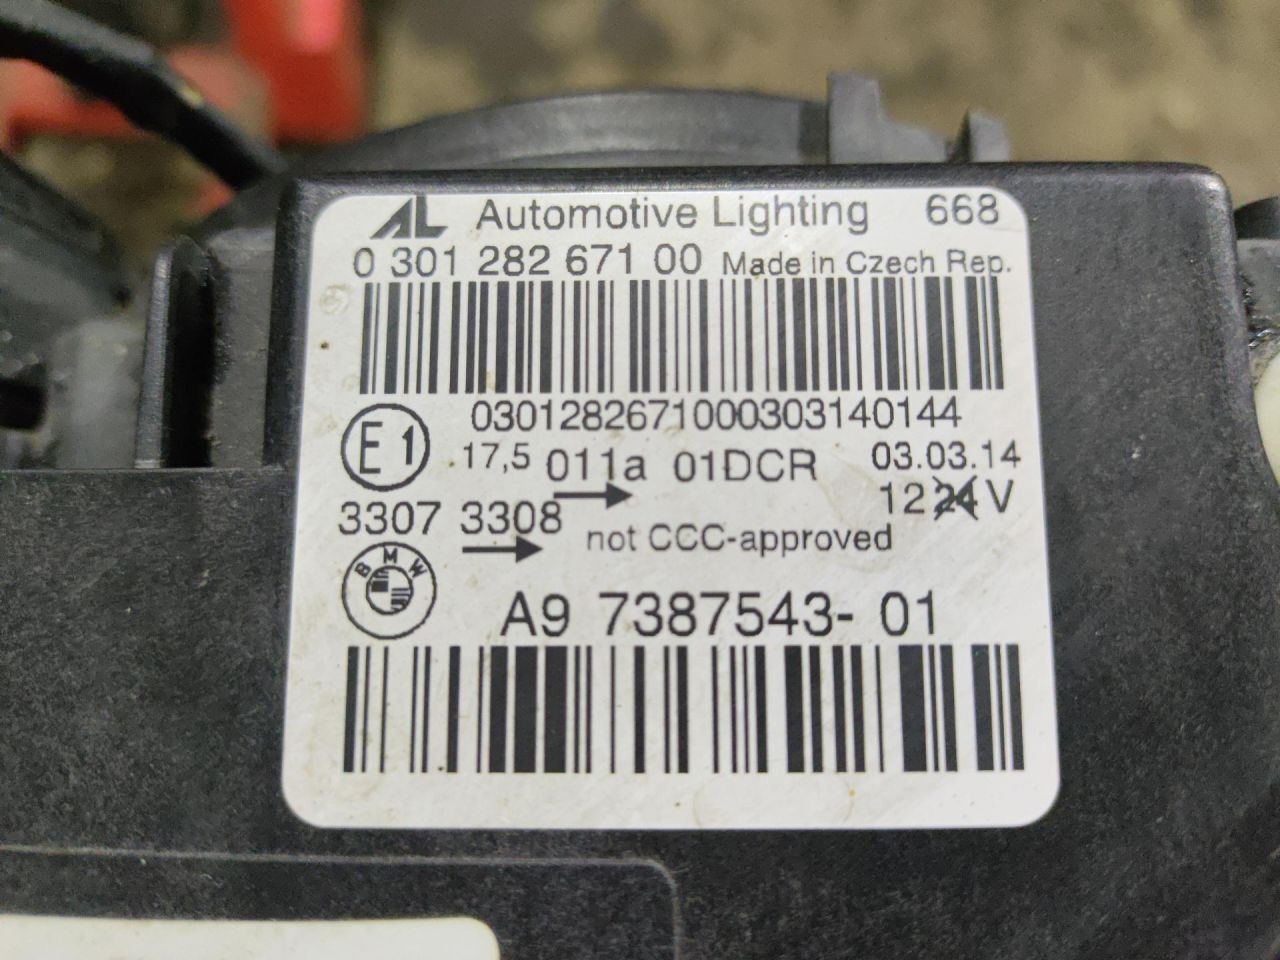 AL Automotive Lighting 668
0 301 282 671 00 Made in Czech Rep.
0301282671000303140144
E1 17,5 011a 01DCR 03.03.14
12 24 V
3307 3308 not CCC-approved
BMW
A9 7387543- 01